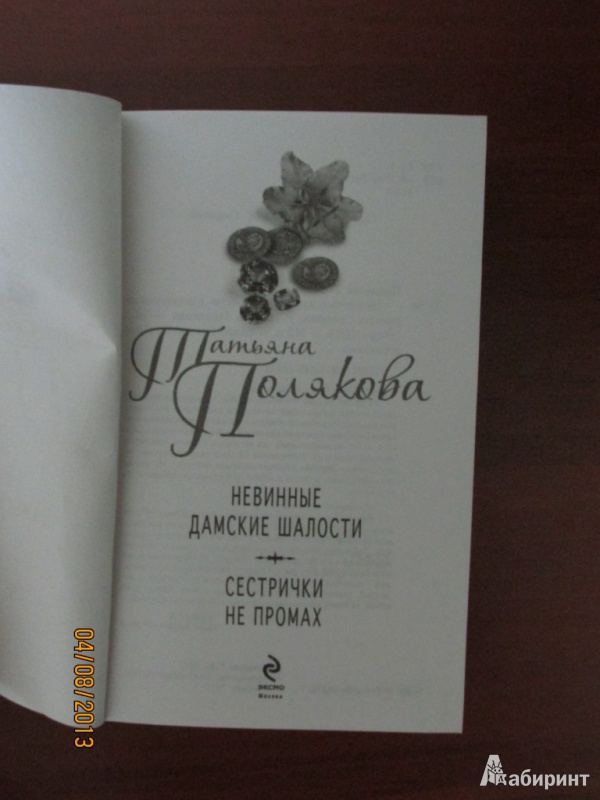 Татьяна
Полякова
НЕВИННЫЕ
ДАМСКИЕ ШАЛОСТИ
СЕСТРИЧКИ
НЕ ПРОМАХ
ЭКСМО
Москва
04/08/2013
Лабиринт